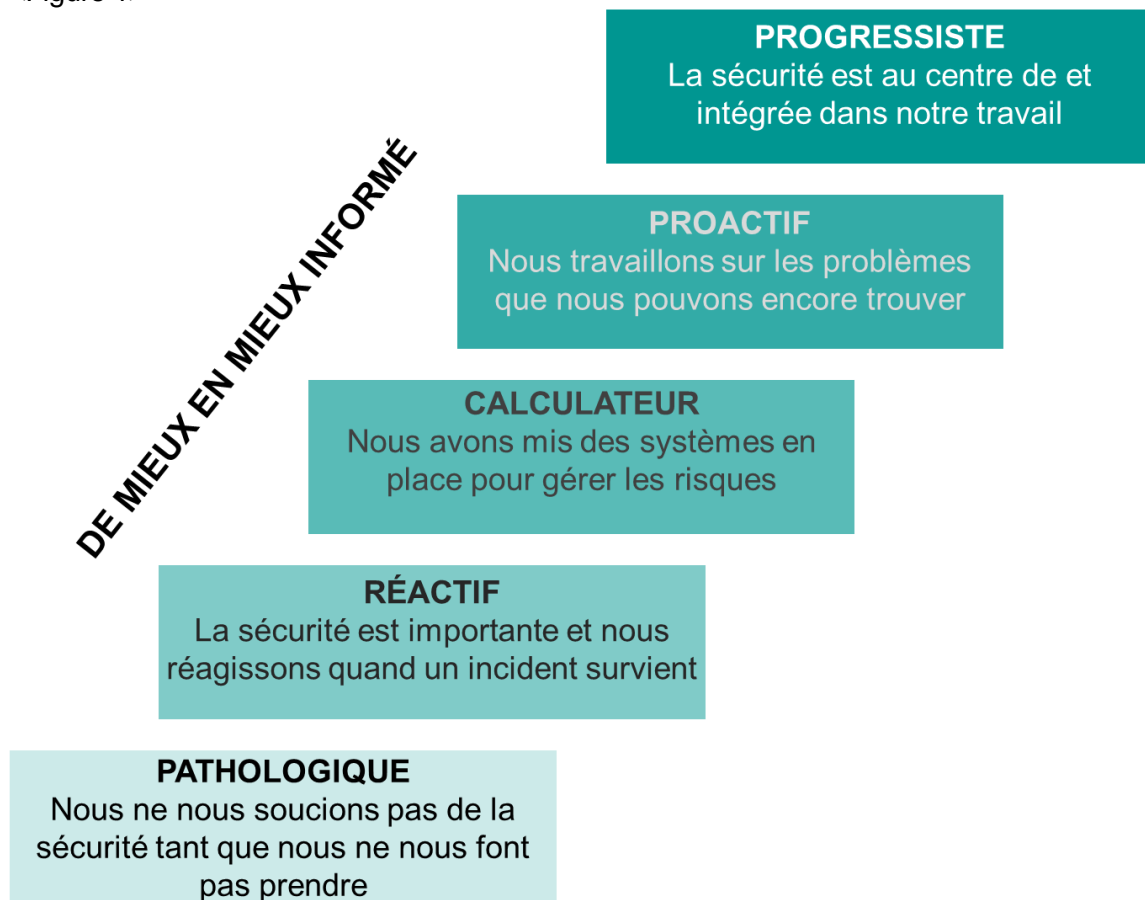 PROGRESSISTE
La sécurité est au centre de et
intégrée dans notre travail
DE MIEUX EN MIEUX INFORMÉ
PROACTIF
Nous travaillons sur les problèmes
que nous pouvons encore trouver
CALCULATEUR
Nous avons mis des systèmes en
place pour gérer les risques
RÉACTIF
La sécurité est importante et nous
réagissons quand un incident survient
PATHOLOGIQUE
Nous ne nous soucions pas de la
sécurité tant que nous ne nous font
pas prendre